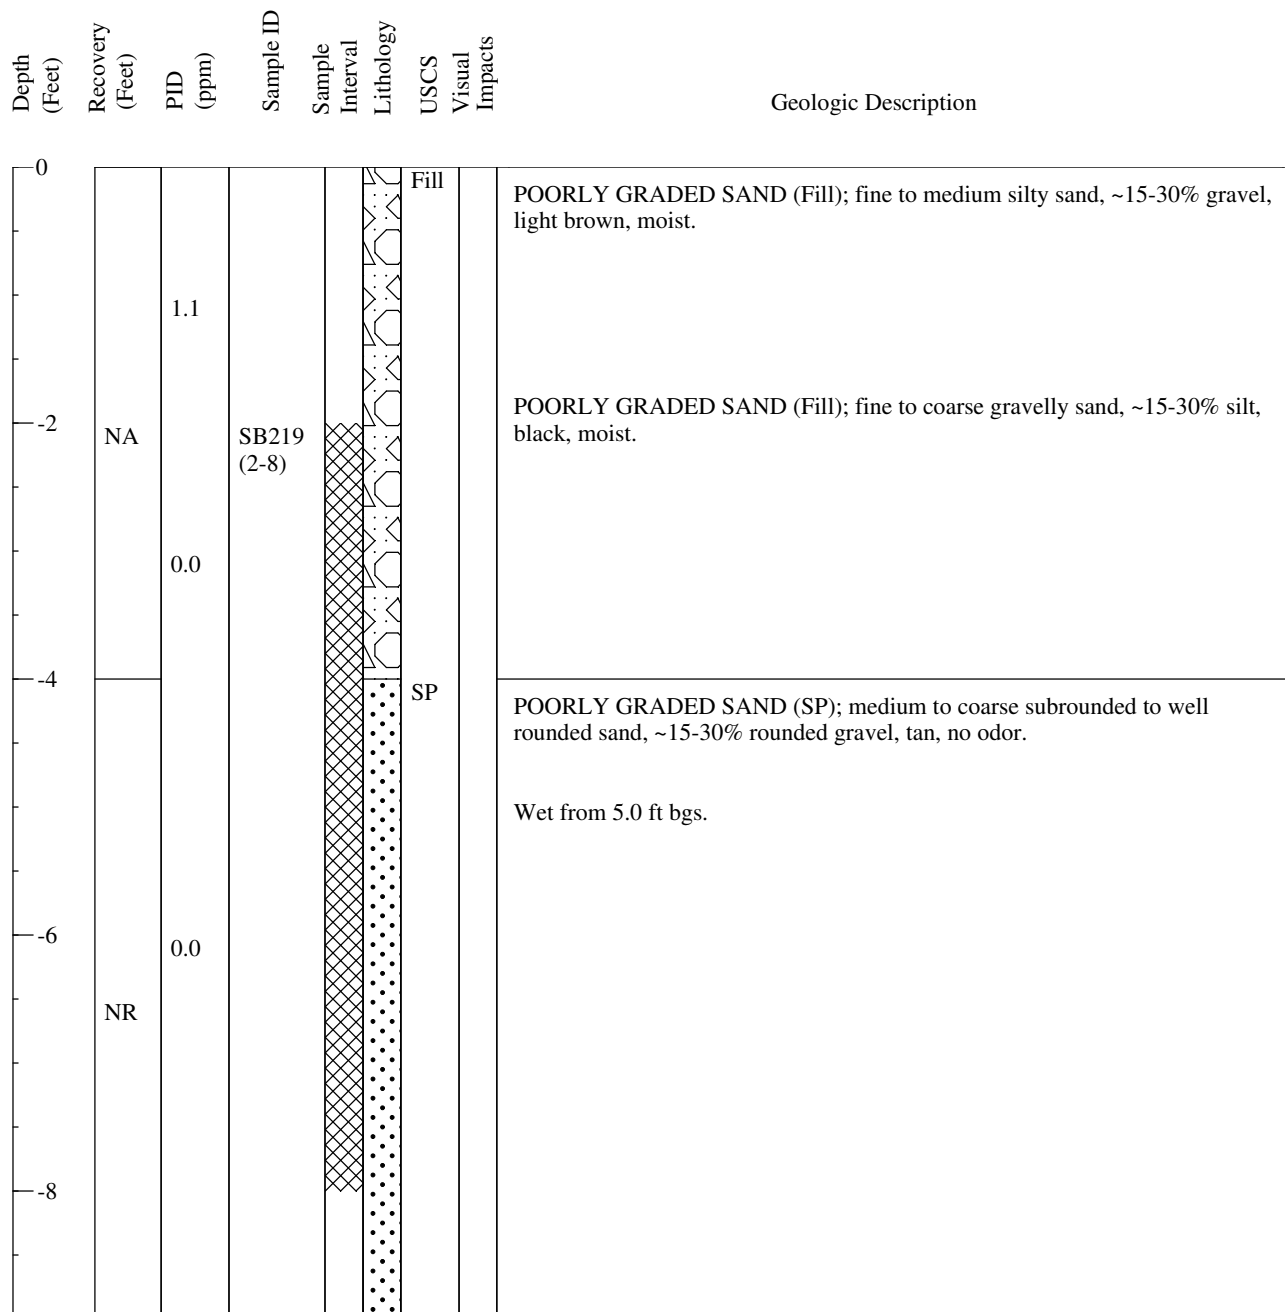 Depth
(Feet)
Recovery
(Feet)
PID
(ppm)
Sample ID
Sample
Interval
Lithology
USCS
Visual
Impacts
Geologic Description
0
Fill
POORLY GRADED SAND (Fill); fine to medium silty sand, ~15-30% gravel,
light brown, moist.
1.1
POORLY GRADED SAND (Fill); fine to coarse gravelly sand, ~15-30% silt,
black, moist.
-2
NA
SB219
(2-8)
0.0
-4
SP
POORLY GRADED SAND (SP); medium to coarse subrounded to well
rounded sand, ~15-30% rounded gravel, tan, no odor.
Wet from 5.0 ft bgs.
-6
0.0
NR
-8